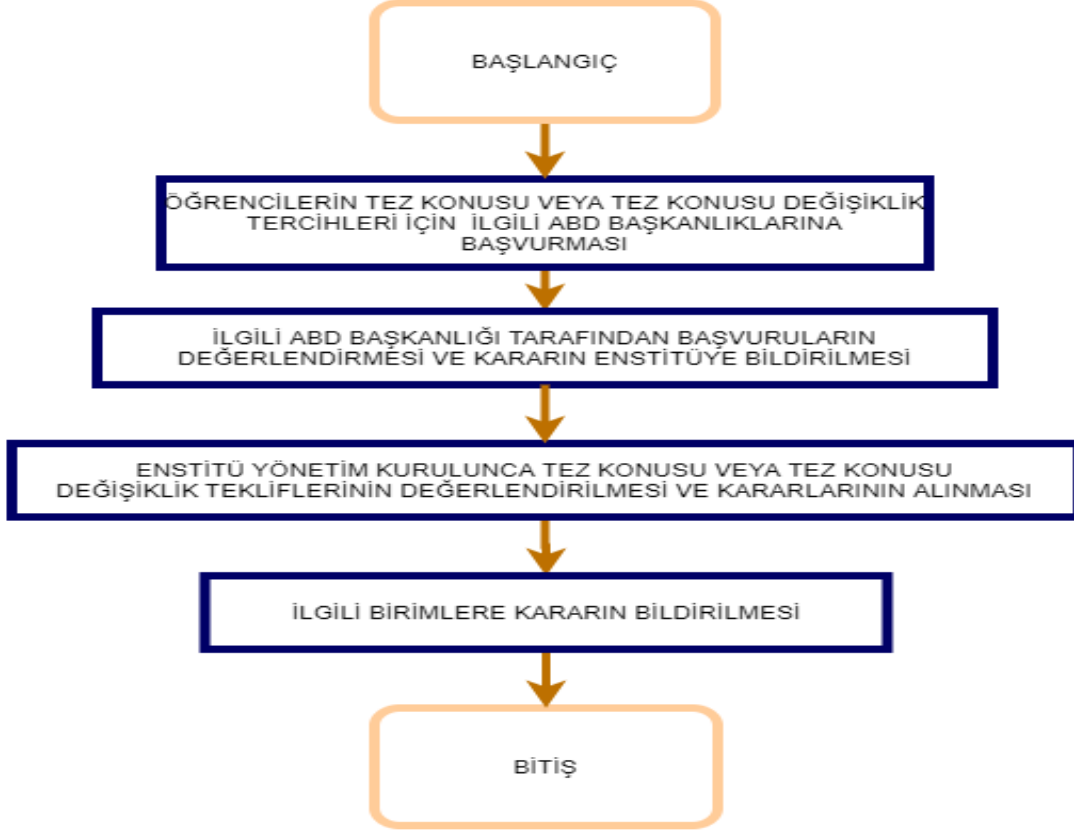 BAŞLANGIÇ
ÖĞRENCİLERİN TEZ KONUSU VEYA TEZ KONUSU DEĞİŞİKLİK
TERCİHLERİ İÇİN İLGİLİ ABD BAŞKANLIKLARINA
BAŞVURMASI
İLGİLİ ABD BAŞKANLIĞI TARAFINDAN BAŞVURULARIN
DEĞERLENDİRMESİ VE KARARIN ENSTİTÜYE BİLDİRİLMESİ
ENSTİTÜ YÖNETİM KURULUNCA TEZ KONUSU VEYA TEZ KONUSU
DEĞİŞİKLİK TEKLİFLERİNİN DEĞERLENDİRİLMESİ VE KARARLARININ ALINMASI
İLGİLİ BİRİMLERE KARARIN BİLDİRİLMESİ
BİTİŞ